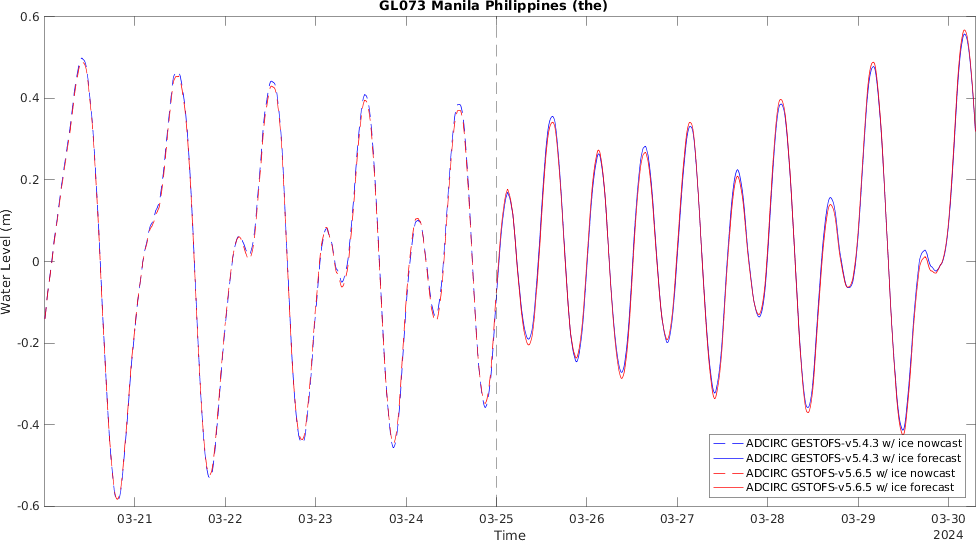 GL073 Manila Philippines (the)
0.6
0.4
0.2
0
-0.2
-0.4
-0.6
Water Level (m)
03-21
03-22
03-23
03-24
03-25
03-26
03-27
03-28
03-29
03-30
2024
Time
ADCIRC GESTOFS-v5.4.3 w/ ice nowcast
ADCIRC GESTOFS-v5.4.3 w/ ice forecast
ADCIRC GSTOFS-v5.6.5 w/ ice nowcast
ADCIRC GSTOFS-v5.6.5 w/ ice forecast